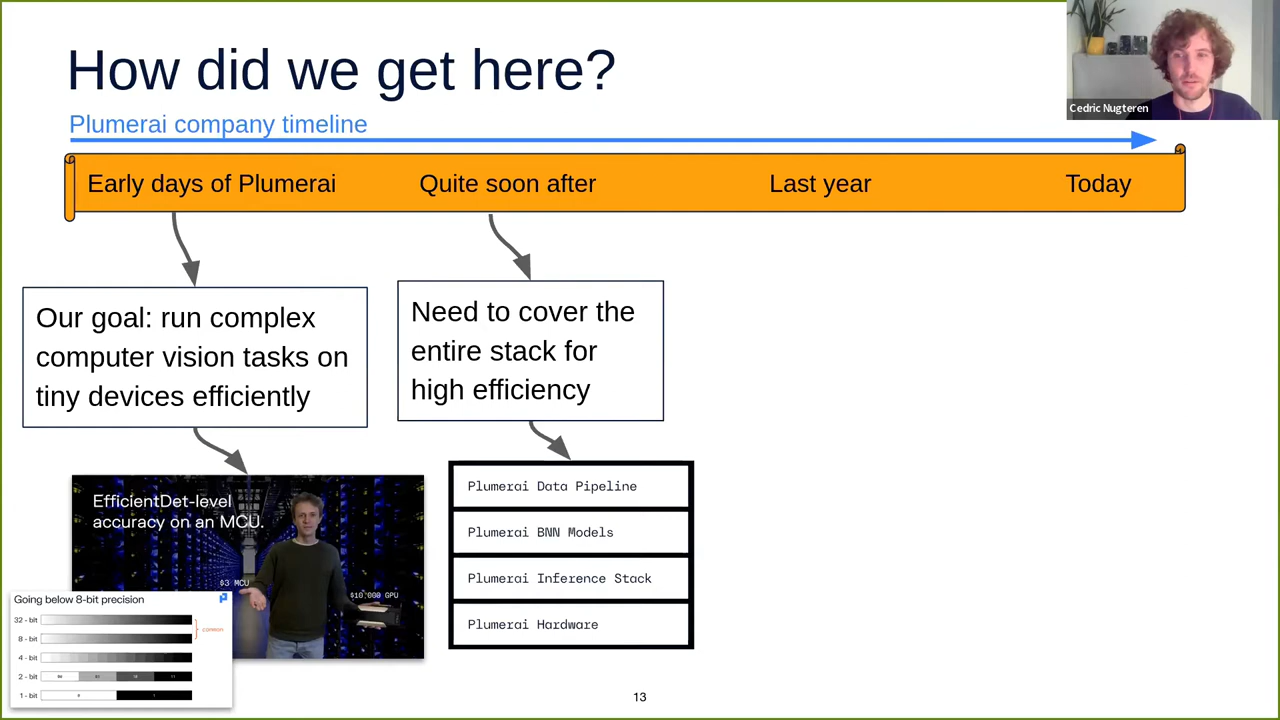 How did we get here?
Cedric Nugteren
Plumerai company timeline
Early days of Plumerai
Quite soon after
Last year
Today
Our goal: run complex
computer vision tasks on
tiny devices efficiently
Need to cover the
entire stack for
high efficiency
EfficientDet-level
accuracy on an MCU.
$3 MCU
$10,000 GPU
Going below 8-bit precision
32 - bit
8 - bit
4 - bit
2 - bit
1 - bit
common
Plumerai Data Pipeline
Plumerai BNN Models
Plumerai Inference Stack
Plumerai Hardware
13